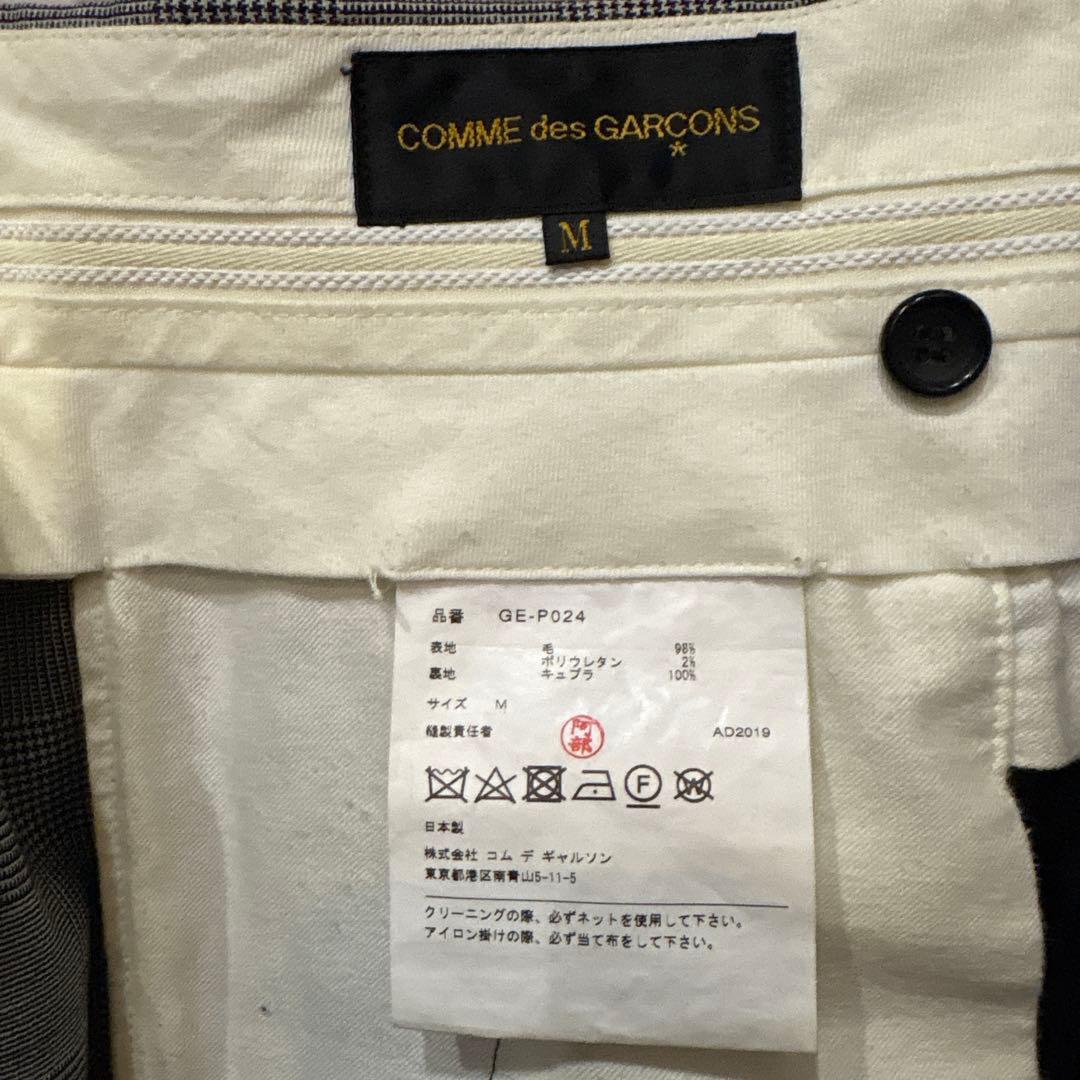 COMME des GARÇONS
*
M
品番 GE-P024
表地 毛 98%
ポリウレタン 2%
裏地 キュプラ 100%
サイズ M
縫製責任者 阿部 AD2019
F W
日本製
株式会社 コム デ ギャルソン
東京都港区南青山5-11-5
クリーニングの際、必ずネットを使用して下さい。
アイロン掛けの際、必ず当て布をして下さい。